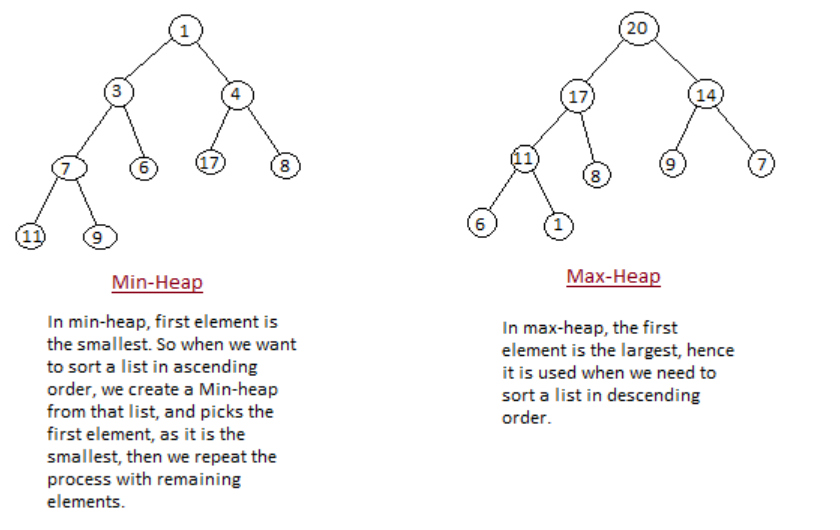 1
3
4
7
6
17
8
11
9
Min-Heap
In min-heap, first element is
the smallest. So when we want
to sort a list in ascending
order, we create a Min-heap
from that list, and picks the
first element, as it is the
smallest, then we repeat the
process with remaining
elements.
20
17
14
11
8
9
7
6
1
Max-Heap
In max-heap, the first
element is the largest, hence
it is used when we need to
sort a list in descending
order.